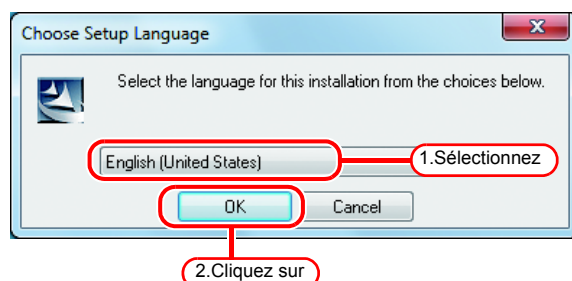 Choose Setup Language
Select the language for this installation from the choices below.
English (United States)
1.Sélectionnez
OK
Cancel
2.Cliquez sur